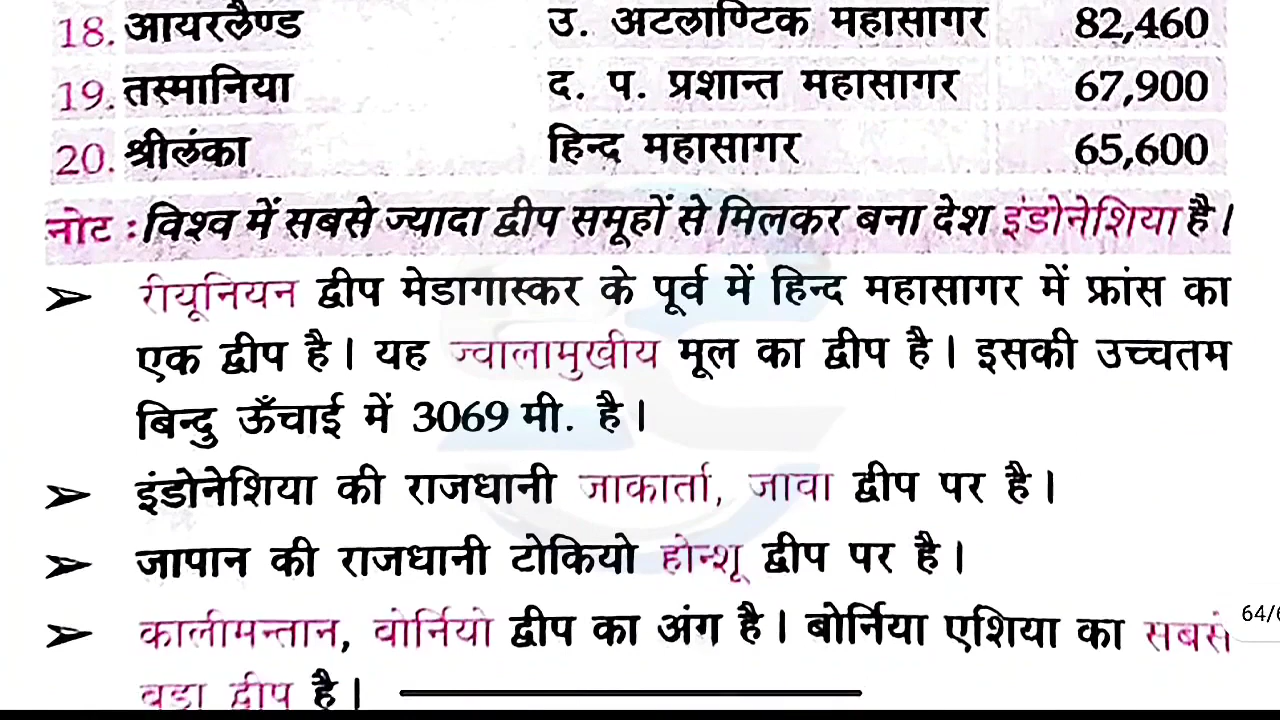 18. आयरलैण्ड उ. अटलाण्टिक महासागर 82,460
19. तस्मानिया द. प. प्रशान्त महासागर 67,900
20. श्रीलंका हिन्द महासागर 65,600
नोट : विश्व में सबसे ज्यादा द्वीप समूहों से मिलकर बना देश इंडोनेशिया है।
➢ रीयूनियन द्वीप मेडागास्कर के पूर्व में हिन्द महासागर में फ्रांस का
एक द्वीप है। यह ज्वालामुखीय मूल का द्वीप है। इसकी उच्चतम
बिन्दु ऊँचाई में 3069 मी. है।
➢ इंडोनेशिया की राजधानी जाकार्ता, जावा द्वीप पर है।
➢ जापान की राजधानी टोकियो होन्शू द्वीप पर है।
➢ कालीमन्तान, बोर्नियो द्वीप का अंग है। बोर्निया एशिया का सबसे
बड़ा द्वीप है।